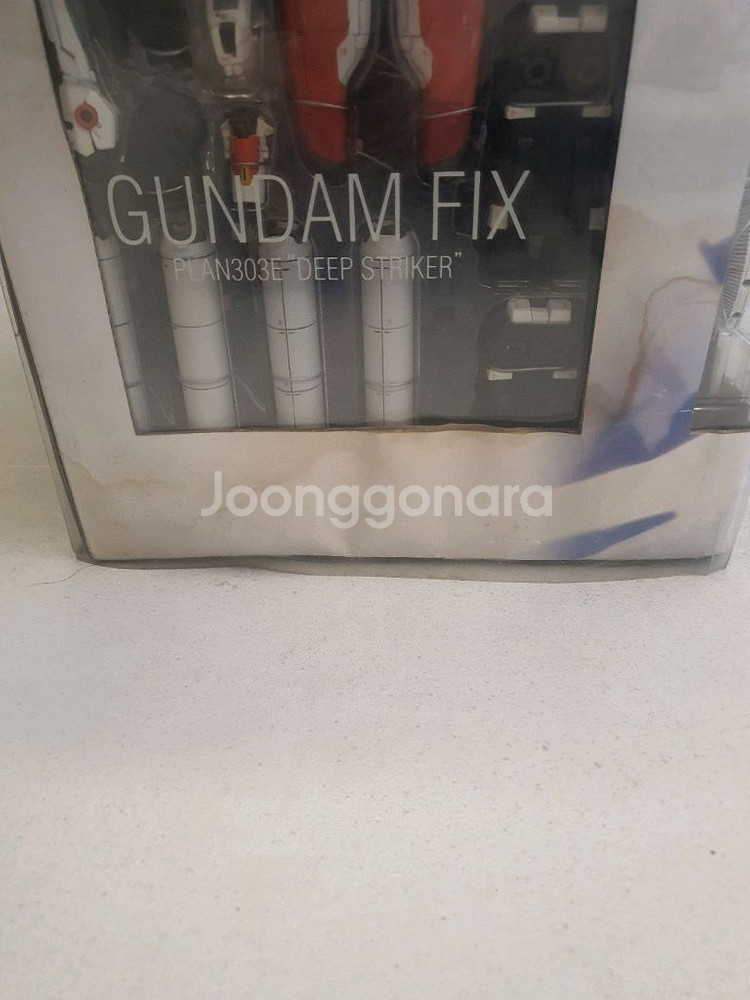 GUNDAM FIX
PLAN303E "DEEP STRIKER"
Joonggonara